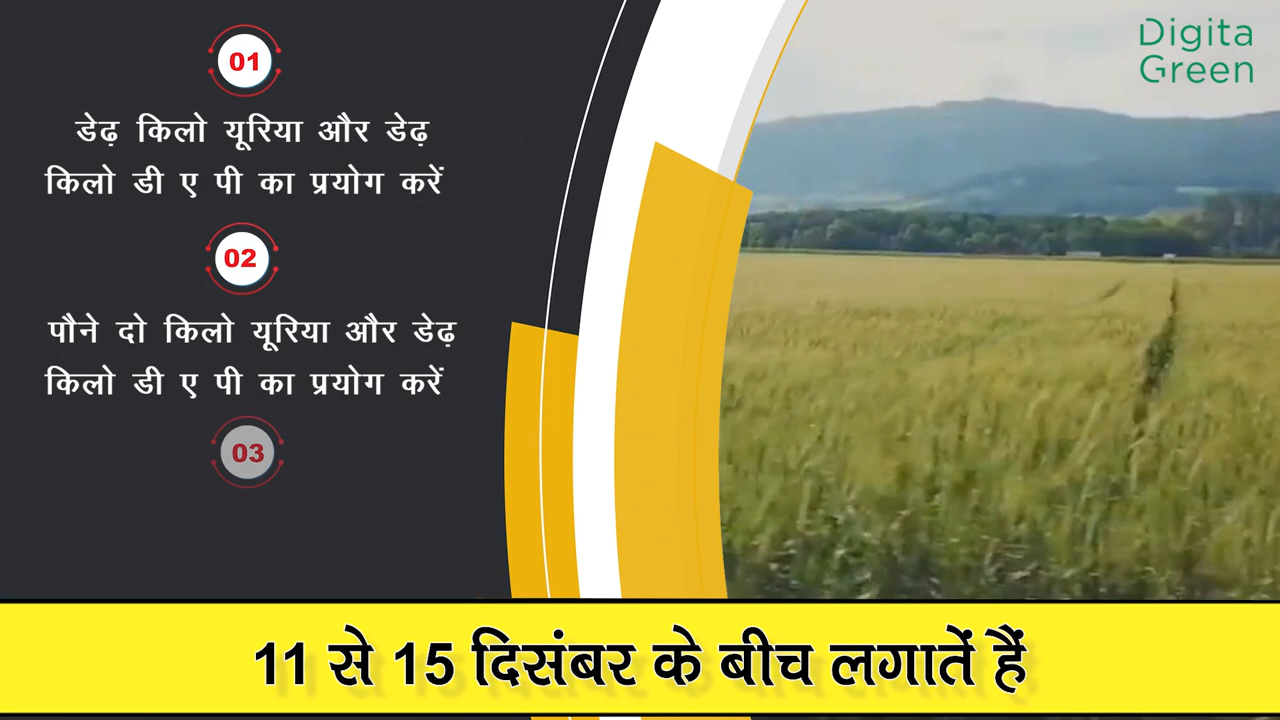 01
डेढ़ किलो यूरिया और डेढ़
किलो डी ए पी का प्रयोग करें
02
पौने दो किलो यूरिया और डेढ़
किलो डी ए पी का प्रयोग करें
03
Digita
Green
11 से 15 दिसंबर के बीच लगातें हैं